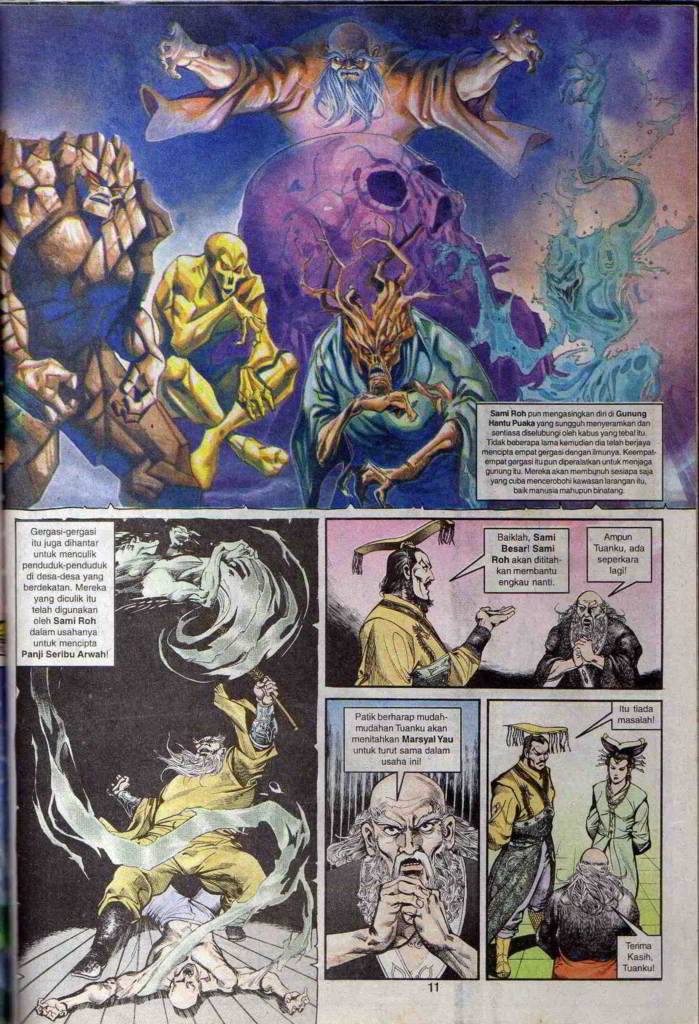 Sami Roh pun mengasingkan diri di Gunung
Hantu Puaka yang sungguh menyeramkan dan
sentiasa diselubungi oleh kabus yang tebal itu.
Tidak beberapa lama kemudian dia telah berjaya
mencipta empat gergasi dengan ilmunya. Keempat-
empat gergasi itu pun diperalatkan untuk menjaga
gunung itu. Mereka akan membunuh sesiapa saja
yang cuba mencerobohi kawasan larangan itu,
baik manusia mahupun binatang.
Gergasi-gergasi
itu juga dihantar
untuk menculik
penduduk-penduduk
di desa-desa yang
berdekatan. Mereka
yang diculik itu
telah digunakan
oleh Sami Roh
dalam usahanya
untuk mencipta
Panji Seribu Arwah!
Baiklah, Sami
Besar! Sami
Roh akan dititah-
kan membantu
engkau nanti.
Ampun
Tuanku, ada
seperkara
lagi!
Patik berharap mudah-
mudahan Tuanku akan
menitahkan Marsyal Yau
untuk turut sama dalam
usaha ini!
Itu tiada
masalah!
Terima
Kasih,
Tuanku!
11